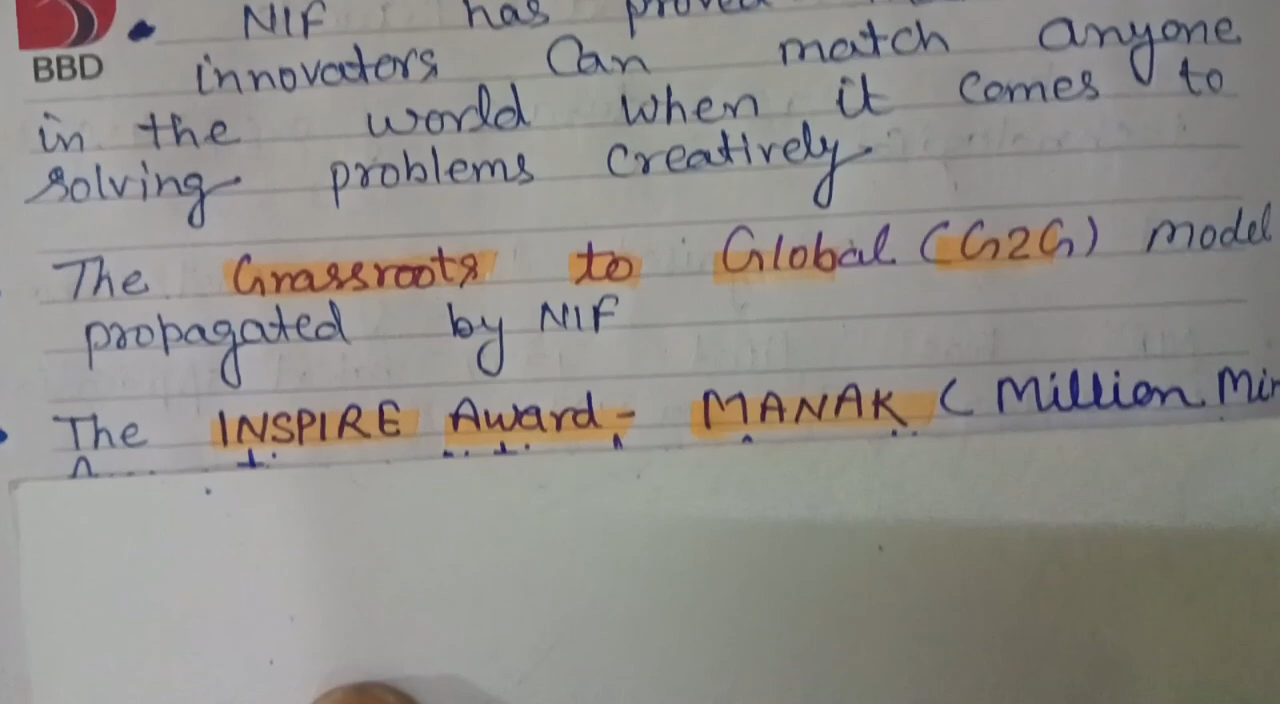 BBD
• NIF has proved
innovators Can match anyone
in the world when it comes to
solving problems creatively.
The Grassroots to Global (G2G) model
propagated by NIF
• The INSPIRE Award - MANAK ( Million